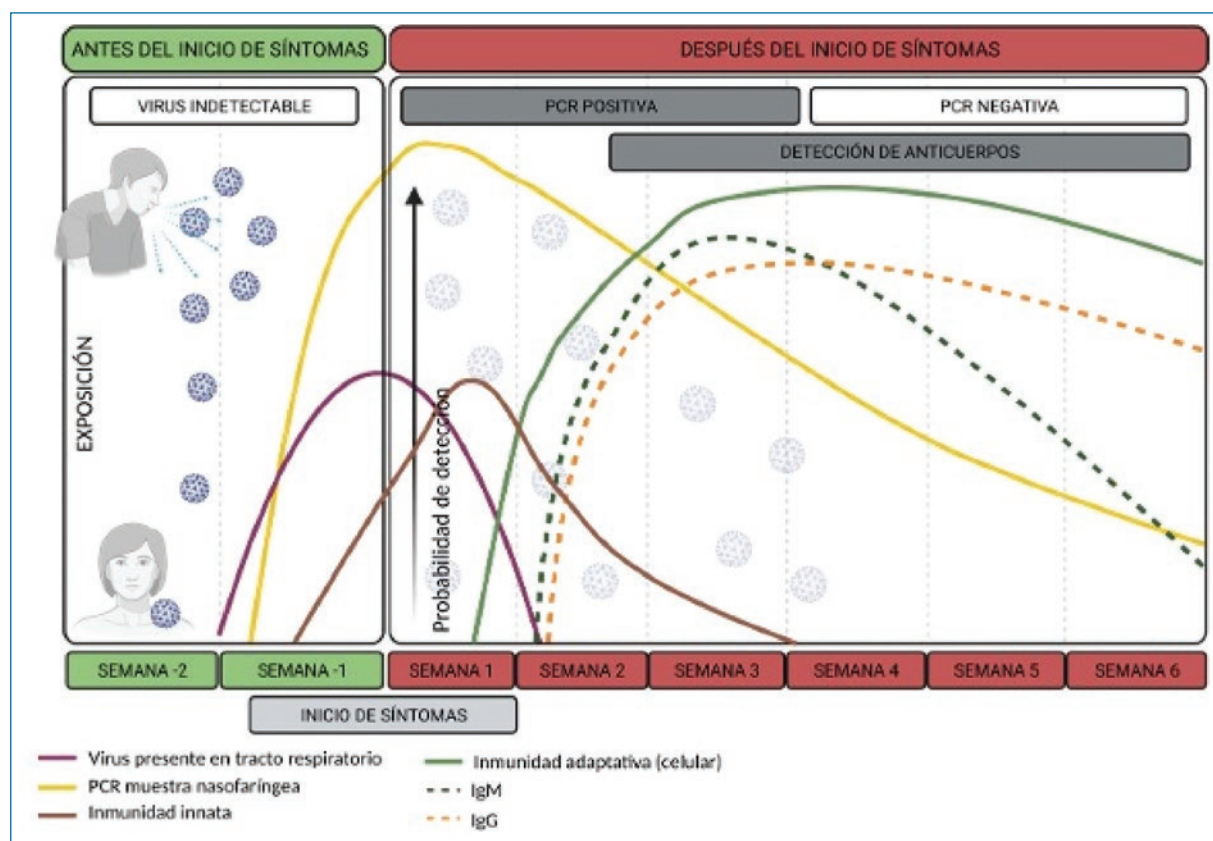 ANTES DEL INICIO DE SÍNTOMAS
DESPUÉS DEL INICIO DE SÍNTOMAS
VIRUS INDETECTABLE
PCR POSITIVA
PCR NEGATIVA
DETECCIÓN DE ANTICUERPOS
EXPOSICIÓN
Probabilidad de detección
SEMANA -2
SEMANA -1
SEMANA 1
SEMANA 2
SEMANA 3
SEMANA 4
SEMANA 5
SEMANA 6
INICIO DE SÍNTOMAS
Virus presente en tracto respiratorio
PCR muestra nasofaríngea
Inmunidad innata
Inmunidad adaptativa (celular)
IgM
IgG